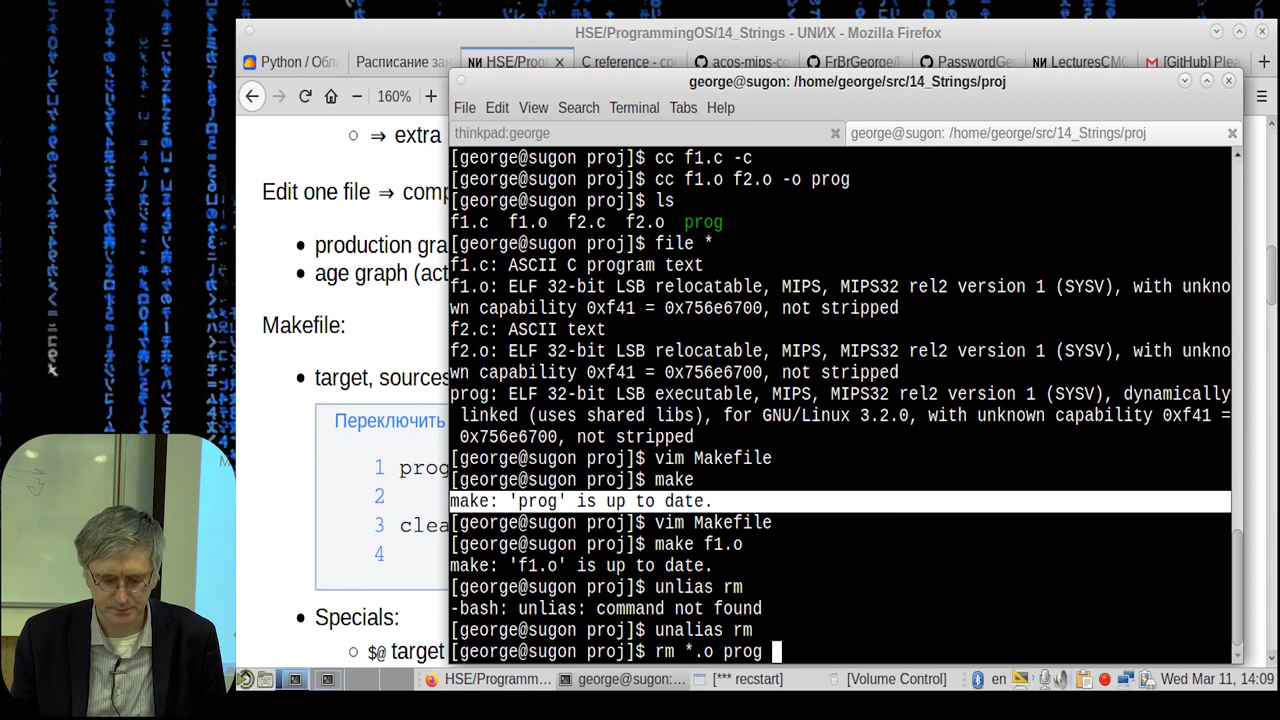 HSE/ProgrammingOS/14_Strings - UNИX - Mozilla Firefox
Python / Обла
Расписание зан
HSE/Prog
C reference - cp
acos-mips-co
FrBrGeorge/
PasswordGe
LecturesCMC
[GitHub] Plea
160%
george@sugon: /home/george/src/14_Strings/proj
File Edit View Search Terminal Tabs Help
thinkpad:george
george@sugon: /home/george/src/14_Strings/proj
⇒ extra
Edit one file ⇒ comp
production gra
age graph (act
Makefile:
target, sources
Переключить
1 prog
2
3 clea
4
Specials:
$@ target
[george@sugon proj]$ cc f1.c -c
[george@sugon proj]$ cc f1.o f2.o -o prog
[george@sugon proj]$ ls
f1.c f1.o f2.c f2.o prog
[george@sugon proj]$ file *
f1.c: ASCII C program text
f1.o: ELF 32-bit LSB relocatable, MIPS, MIPS32 rel2 version 1 (SYSV), with unkno
wn capability 0xf41 = 0x756e6700, not stripped
f2.c: ASCII text
f2.o: ELF 32-bit LSB relocatable, MIPS, MIPS32 rel2 version 1 (SYSV), with unkno
wn capability 0xf41 = 0x756e6700, not stripped
prog: ELF 32-bit LSB executable, MIPS, MIPS32 rel2 version 1 (SYSV), dynamically
linked (uses shared libs), for GNU/Linux 3.2.0, with unknown capability 0xf41 =
0x756e6700, not stripped
[george@sugon proj]$ vim Makefile
[george@sugon proj]$ make
make: 'prog' is up to date.
[george@sugon proj]$ vim Makefile
[george@sugon proj]$ make f1.o
make: 'f1.o' is up to date.
[george@sugon proj]$ unlias rm
-bash: unlias: command not found
[george@sugon proj]$ unalias rm
[george@sugon proj]$ rm *.o prog
HSE/Programm...
george@sugon:...
[*** recstart]
[Volume Control]
en
Wed Mar 11, 14:09